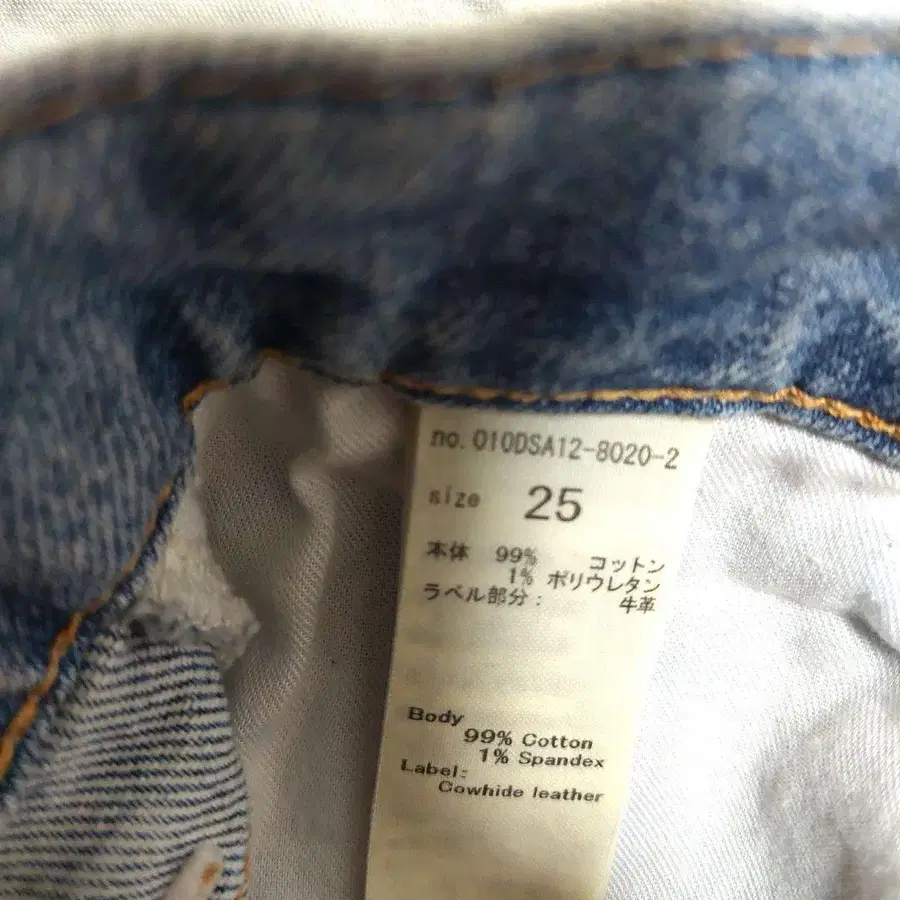 no. 010DSA12-8020-2
size 25
本体 99% コットン
1% ポリウレタン
ラベル部分: 牛革
Body
99% Cotton
1% Spandex
Label:
Cowhide leather